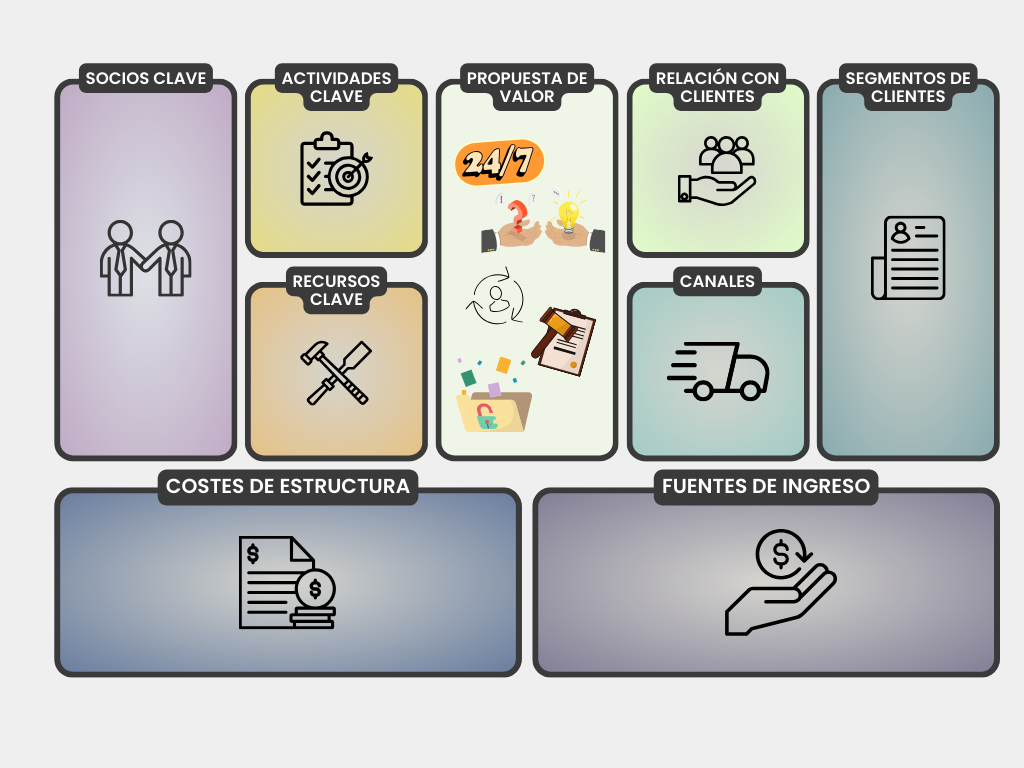 SOCIOS CLAVE
ACTIVIDADES
CLAVE
PROPUESTA DE
VALOR
RELACIÓN CON
CLIENTES
SEGMENTOS DE
CLIENTES
24/7
! ? ?
RECURSOS
CLAVE
CANALES
COSTES DE ESTRUCTURA
FUENTES DE INGRESO
$
$
$